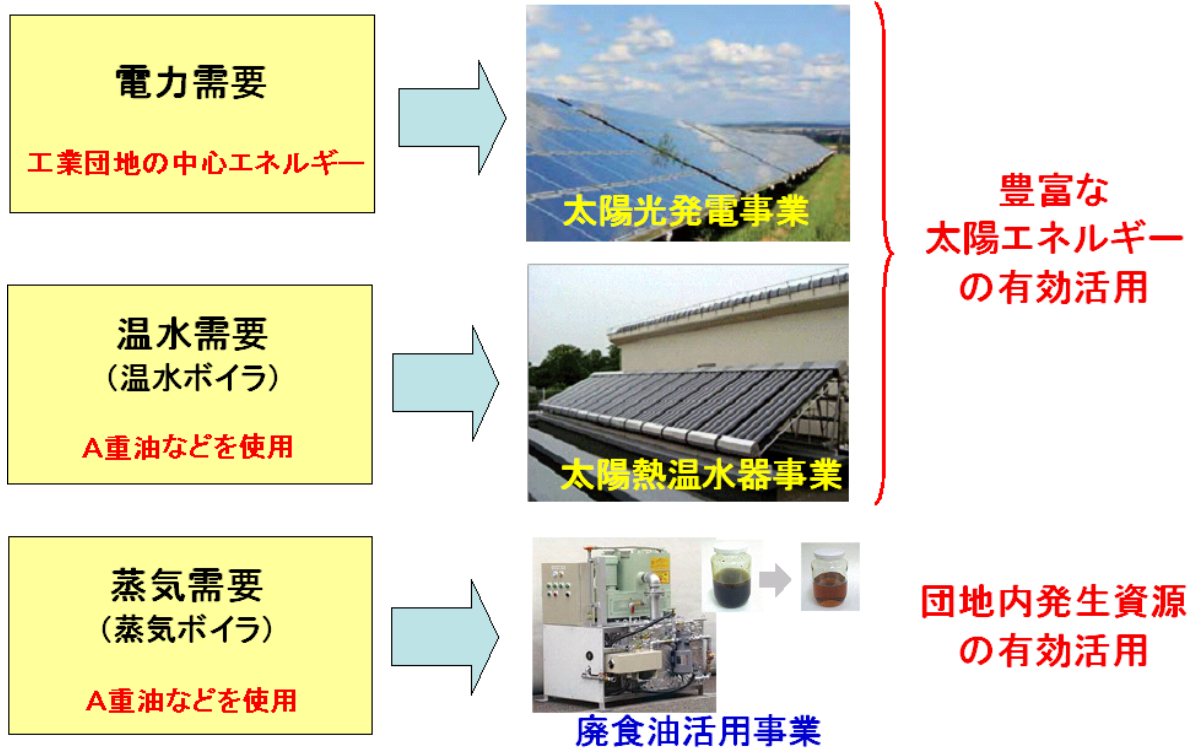 電力需要
工業団地の中心エネルギー
太陽光発電事業
豊富な
太陽エネルギー
の有効活用
温水需要
(温水ボイラ)
A重油などを使用
太陽熱温水器事業
蒸気需要
(蒸気ボイラ)
A重油などを使用
廃食油活用事業
団地内発生資源
の有効活用